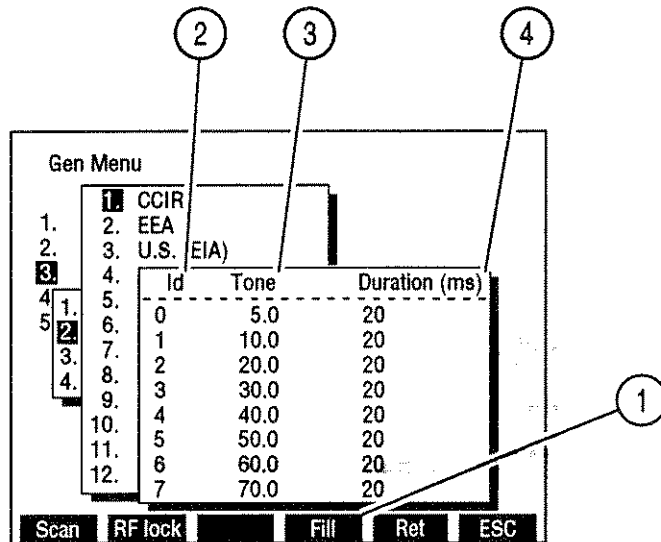 2 3 4
Gen Menu
1. CCIR
1. 2. EEA
2. 3. U.S. (EIA)
3. 4. Id Tone Duration (ms)
4 1. 5. 0 5.0 20
5 2. 6. 1 10.0 20
3. 7. 2 20.0 20
4. 8. 3 30.0 20
9. 4 40.0 20
10. 5 50.0 20
11. 6 60.0 20
12. 7 70.0 20
1
Scan RF lock Fill Ret ESC